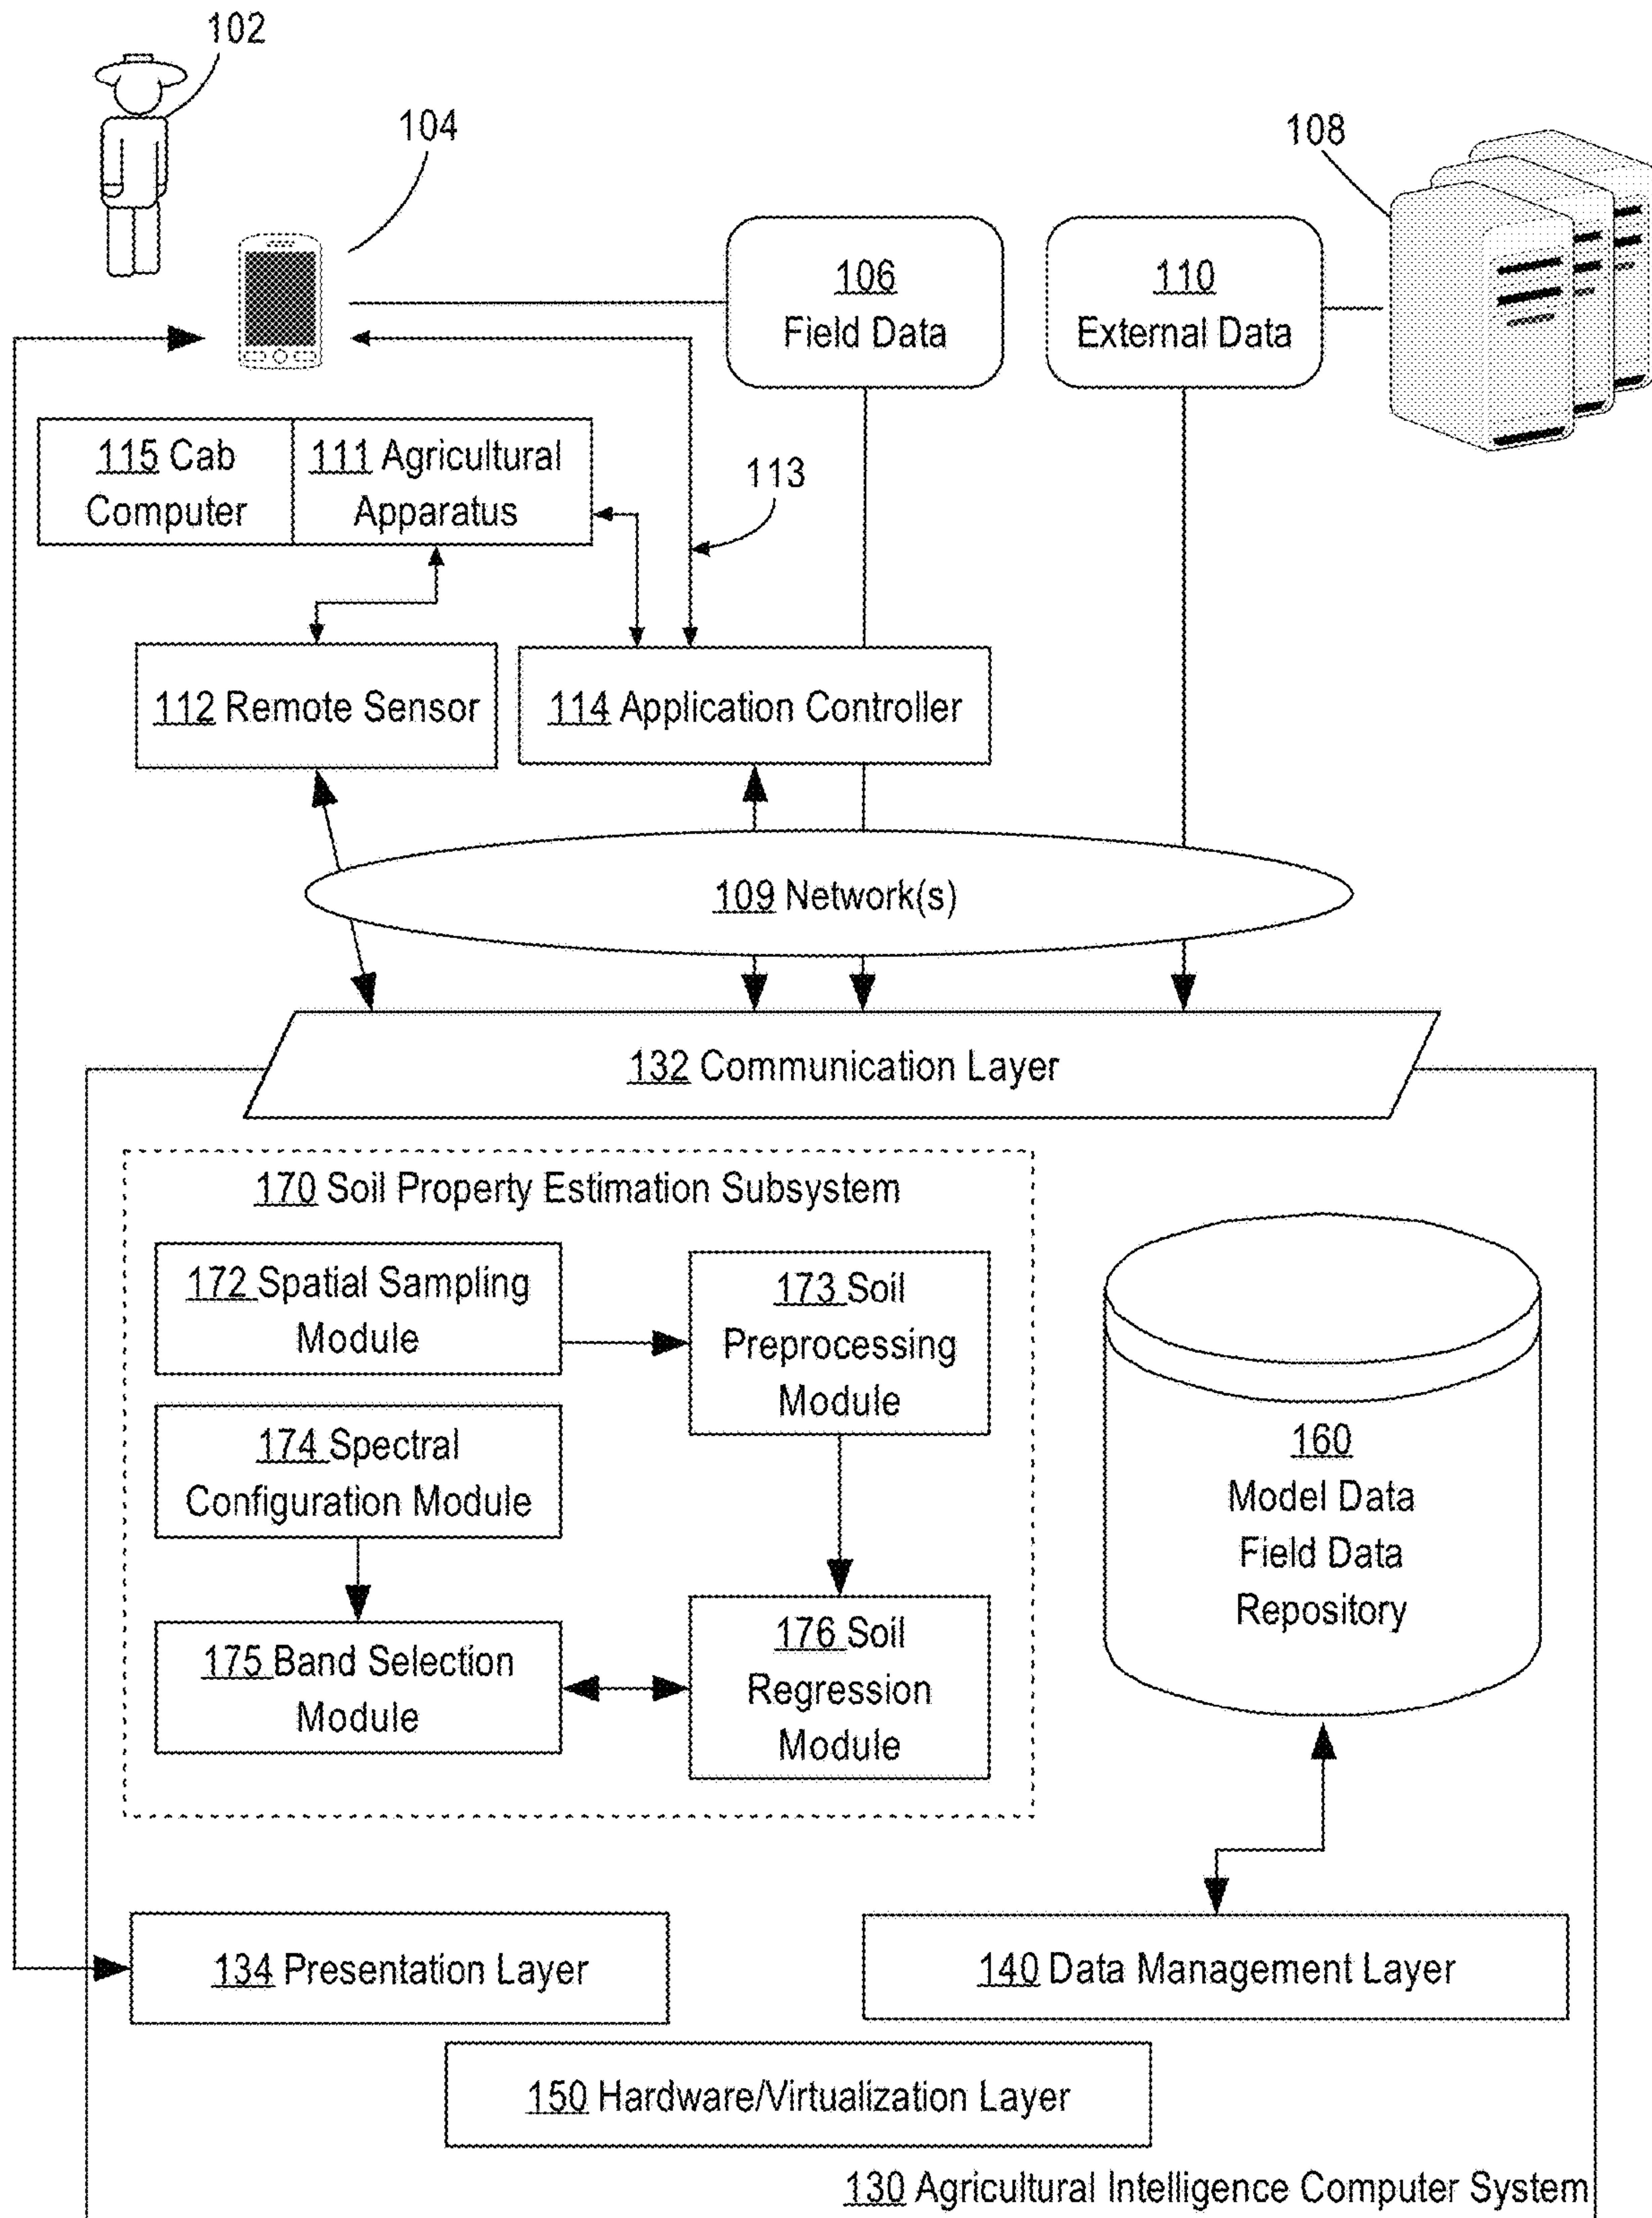 102
104
108
106
Field Data
110
External Data
115 Cab
Computer
111 Agricultural
Apparatus
113
112 Remote Sensor
114 Application Controller
109 Network(s)
132 Communication Layer
170 Soil Property Estimation Subsystem
172 Spatial Sampling
Module
173 Soil
Preprocessing
Module
174 Spectral
Configuration Module
175 Band Selection
Module
176 Soil
Regression
Module
160
Model Data
Field Data
Repository
134 Presentation Layer
140 Data Management Layer
150 Hardware/Virtualization Layer
130 Agricultural Intelligence Computer System